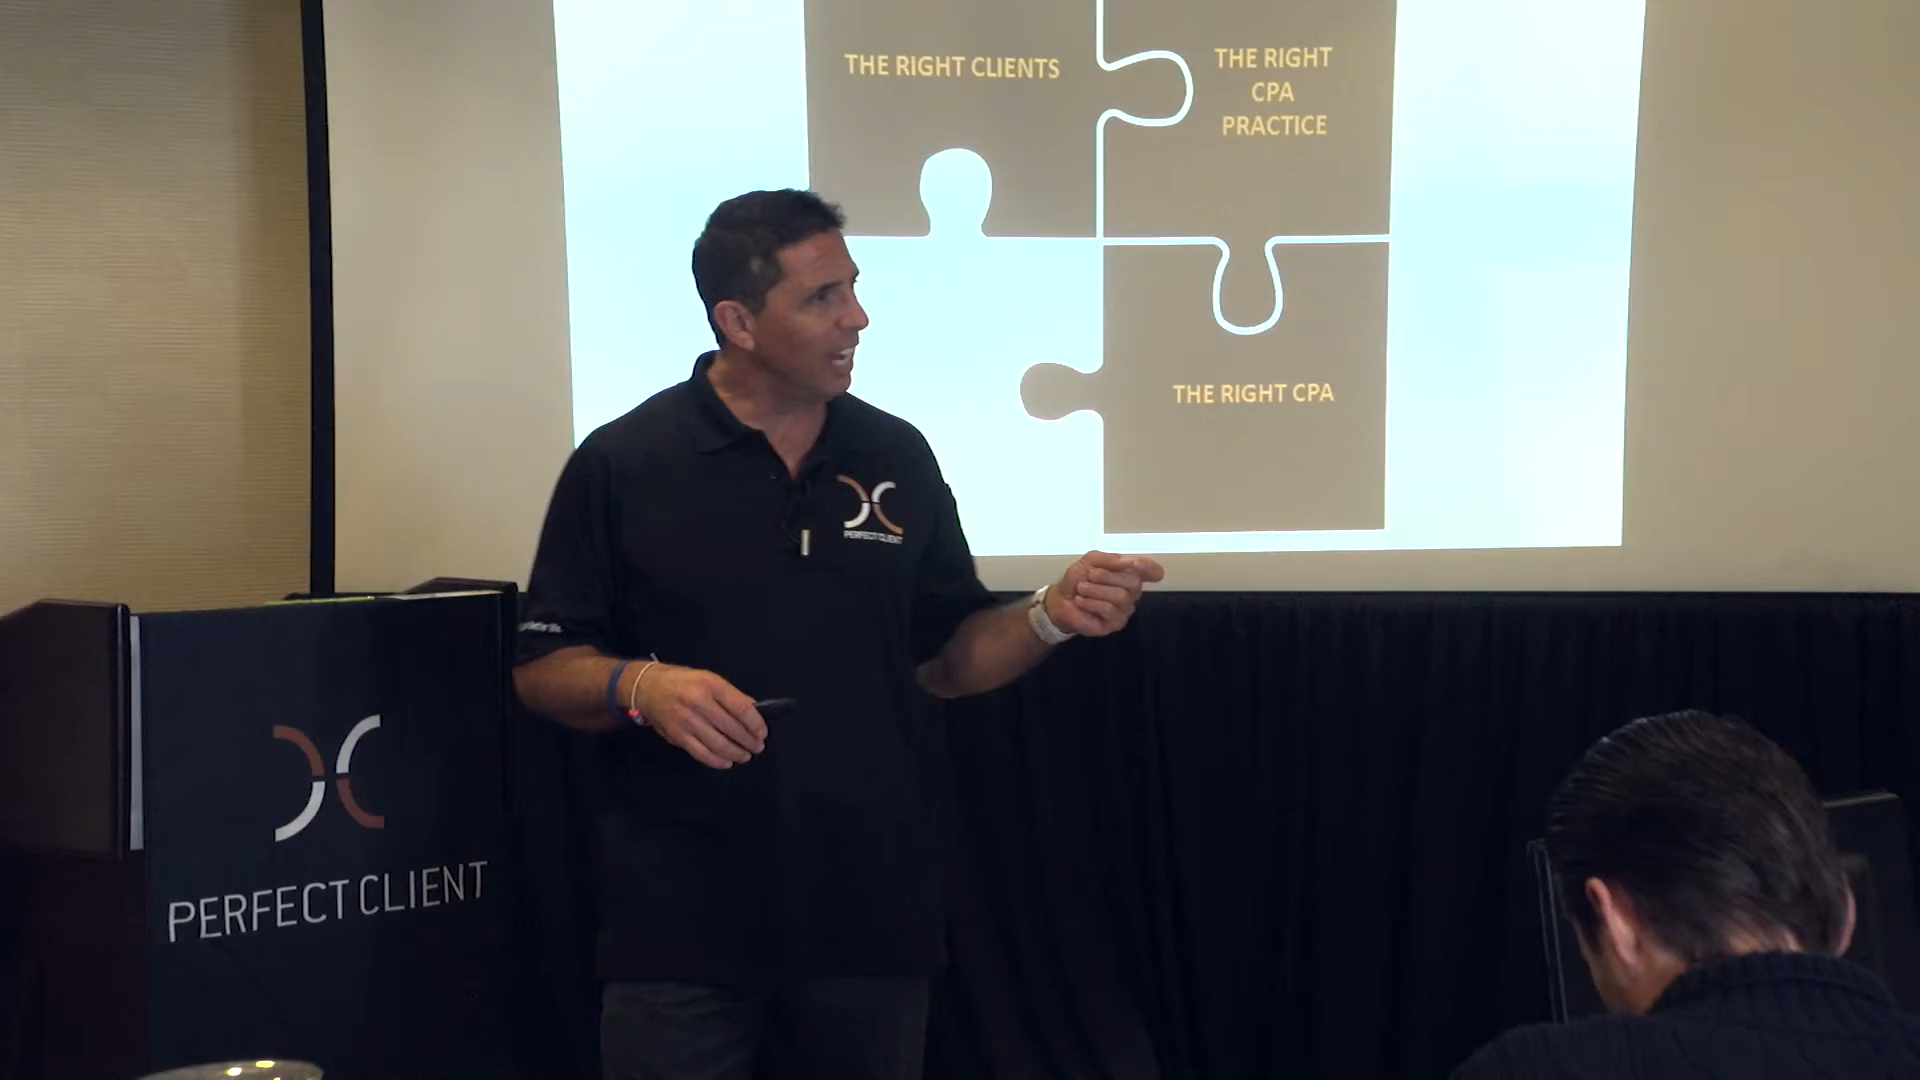 THE RIGHT CLIENTS
THE RIGHT
CPA
PRACTICE
THE RIGHT CPA
PERFECT CLIENT
PERFECT CLIENT